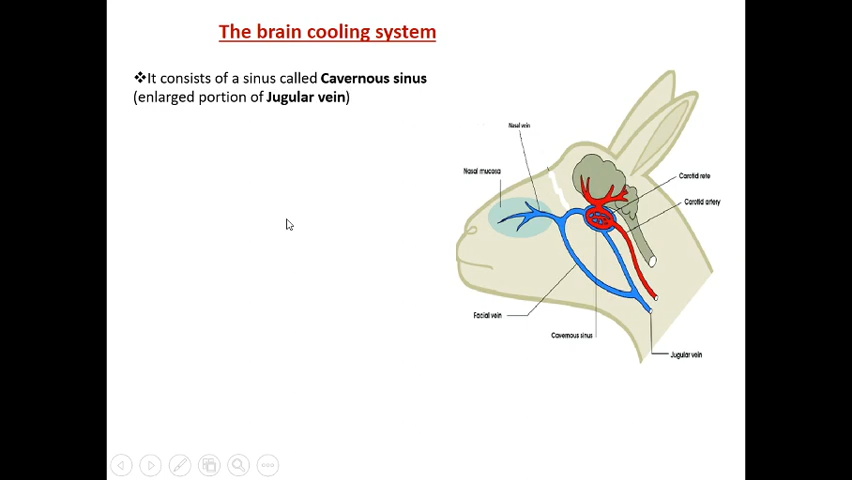 The brain cooling system
❖It consists of a sinus called Cavernous sinus
(enlarged portion of Jugular vein)
Nasal vein
Nasal mucosa
Carotid rete
Carotid artery
Facial vein
Cavernous sinus
Jugular vein